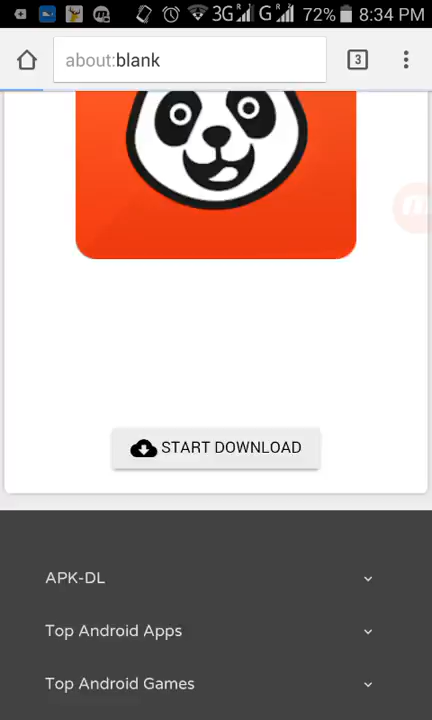 3G R G R 72% 8:34 PM
about:blank
3
START DOWNLOAD
APK-DL
Top Android Apps
Top Android Games